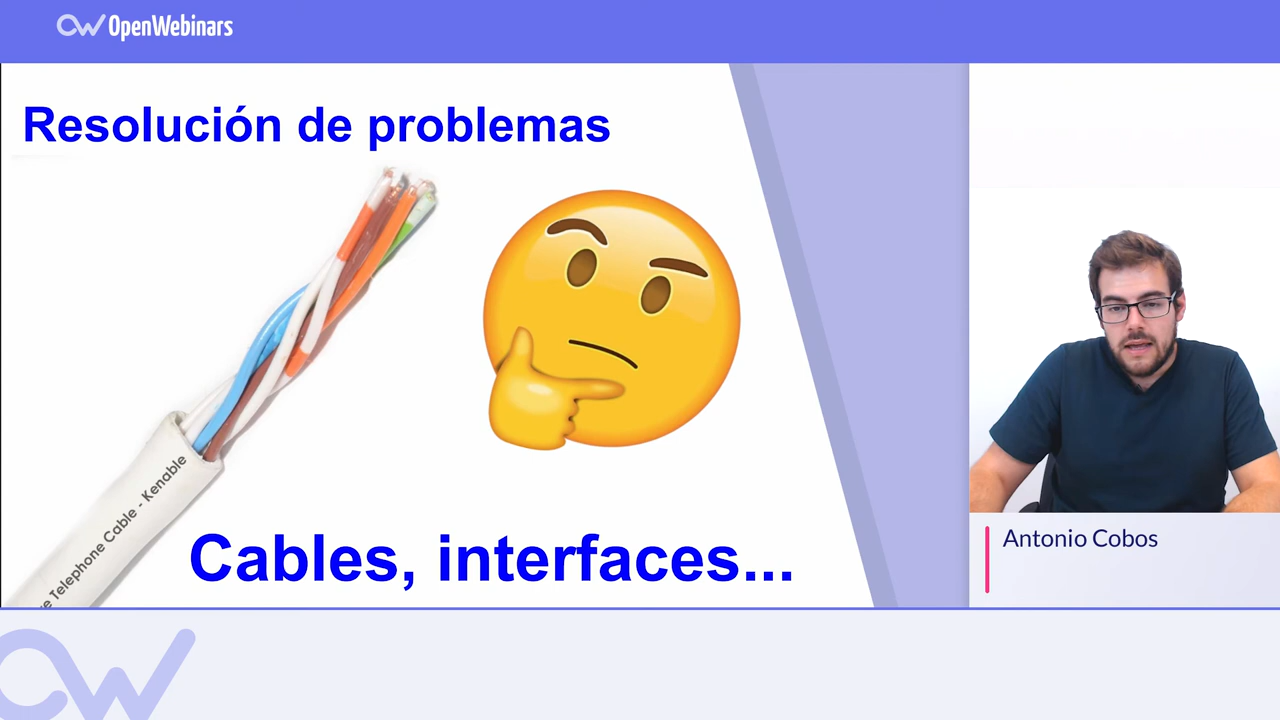 OpenWebinars
Resolución de problemas
Telephone Cable - Kenable
Cables, interfaces...
Antonio Cobos